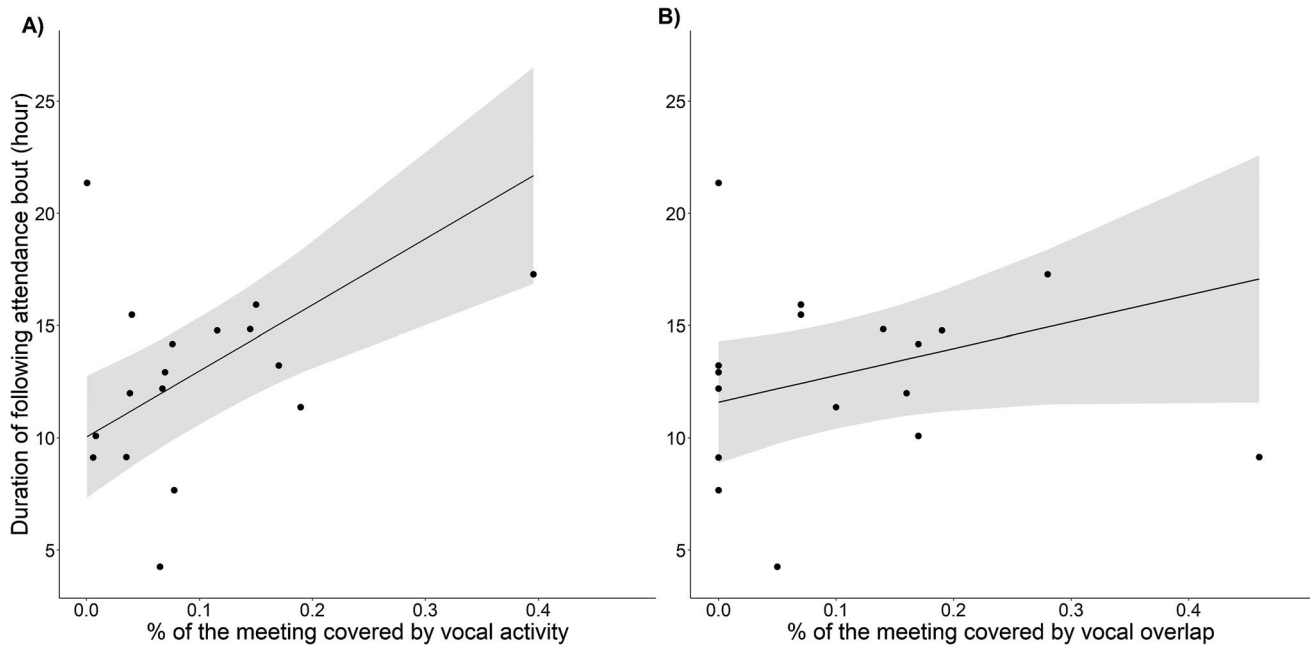 A)
B)
Duration of following attendance bout (hour)
25
20
15
10
5
0.0 0.1 0.2 0.3 0.4
% of the meeting covered by vocal activity
25
20
15
10
5
0.0 0.1 0.2 0.3 0.4
% of the meeting covered by vocal overlap